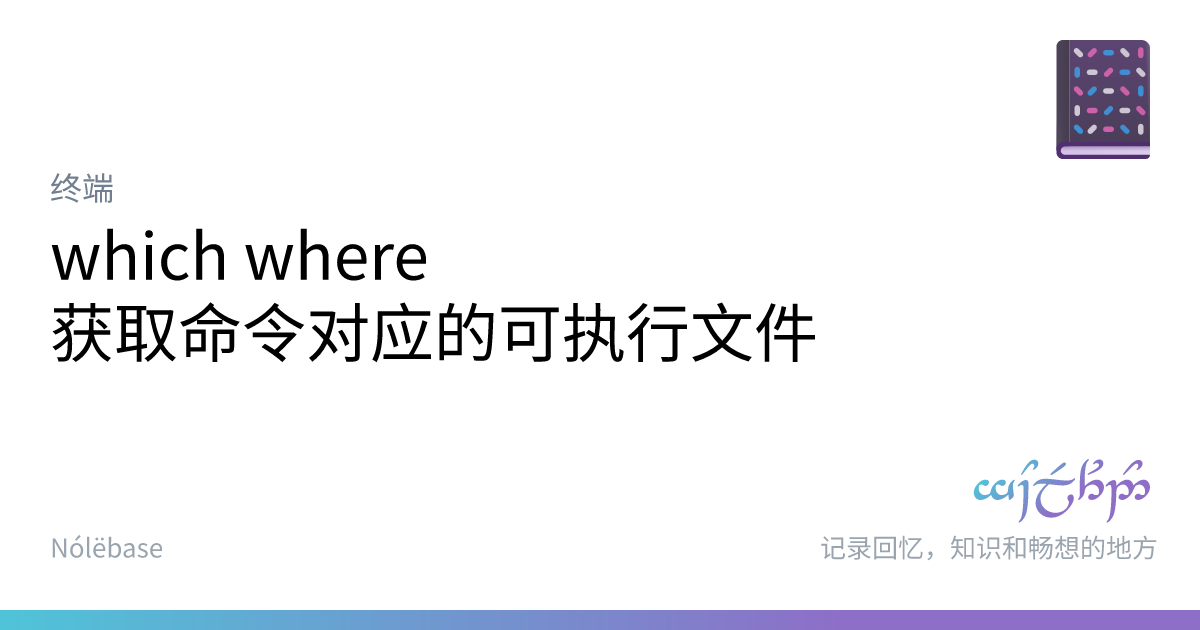 终端
which where
获取命令对应的可执行文件
Nólëbase
记录回忆，知识和畅想的地方